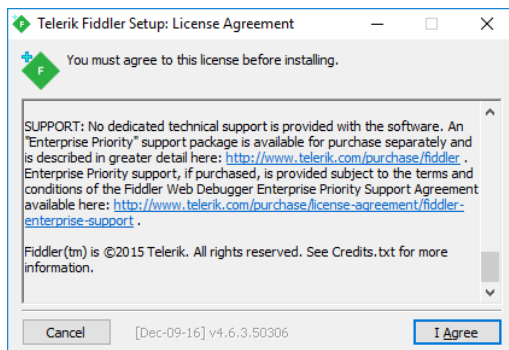 Telerik Fiddler Setup: License Agreement
F
You must agree to this license before installing.
SUPPORT: No dedicated technical support is provided with the software. An
"Enterprise Priority" support package is available for purchase separately and
is described in greater detail here: http://www.telerik.com/purchase/fiddler .
Enterprise Priority support, if purchased, is provided subject to the terms and
conditions of the Fiddler Web Debugger Enterprise Priority Support Agreement
available here: http://www.telerik.com/purchase/license-agreement/fiddler-
enterprise-support .
Fiddler(tm) is ©2015 Telerik. All rights reserved. See Credits.txt for more
information.
Cancel [Dec-09-16] v4.6.3.50306 I Agree